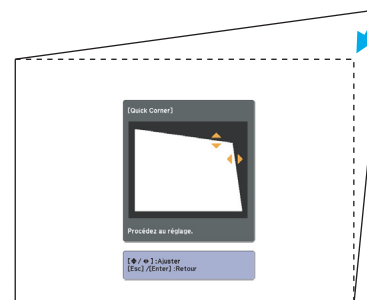 [Quick Corner]
Procédez au réglage.
[ / ] :Ajuster
[Esc] /[Enter] :Retour